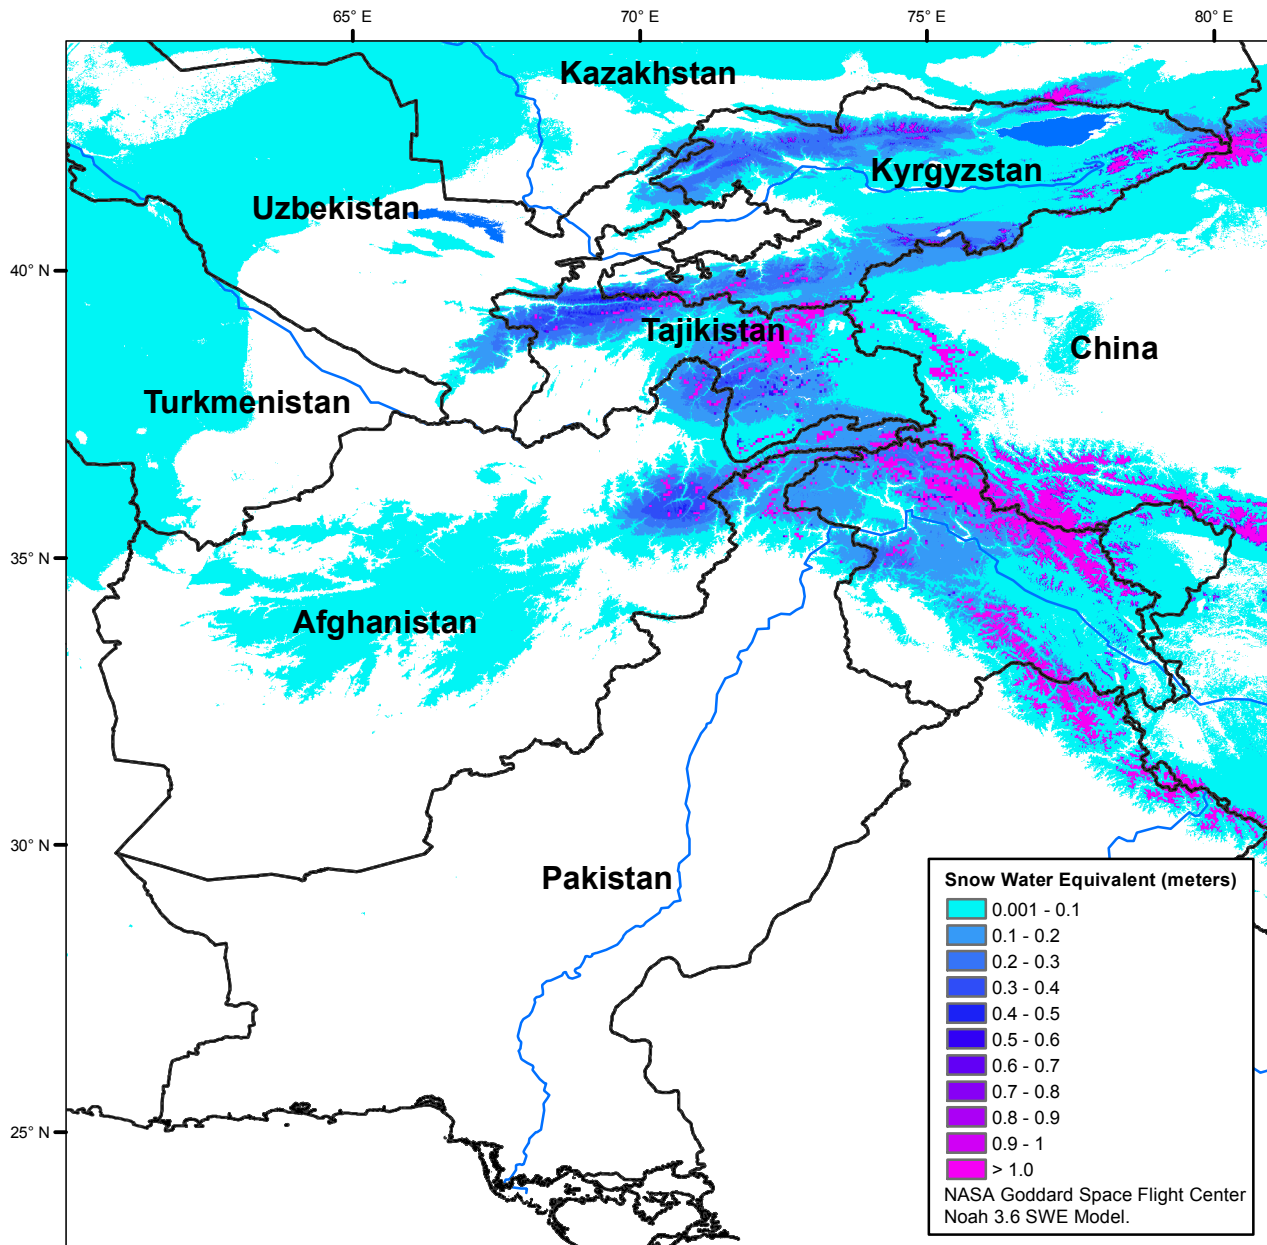 65° E
70° E
75° E
80° E
Kazakhstan
Kyrgyzstan
Uzbekistan
40° N
Tajikistan
China
Turkmenistan
35° N
Afghanistan
30° N
Pakistan
25° N
Snow Water Equivalent (meters)
0.001 - 0.1
0.1 - 0.2
0.2 - 0.3
0.3 - 0.4
0.4 - 0.5
0.5 - 0.6
0.6 - 0.7
0.7 - 0.8
0.8 - 0.9
0.9 - 1
> 1.0
NASA Goddard Space Flight Center
Noah 3.6 SWE Model.